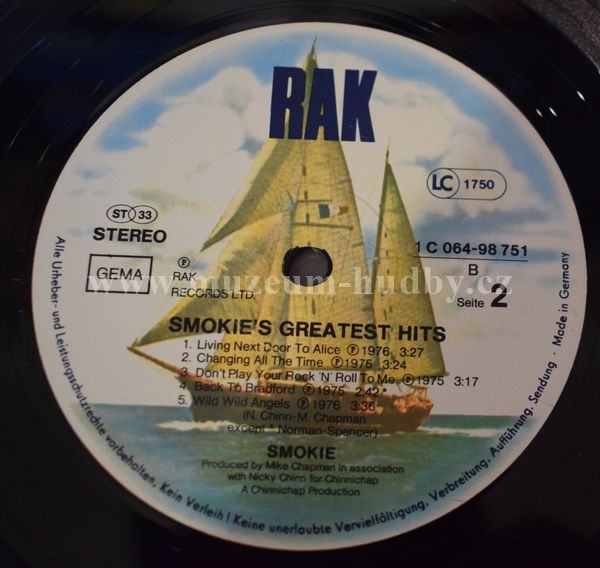 RAK
LC 1750
ST 33
STEREO
1 C 064-98 751
GEMA
℗
RAK
RECORDS LTD.
B
Seite 2
www.muzeum-hudby.cz
SMOKIE'S GREATEST HITS
1. Living Next Door To Alice ℗ 1976 3:27
2. Changing All The Time ℗ 1975 3:24
3. Don't Play Your Rock 'N' Roll To Me ℗ 1975 3:17
4. Back To Bradford ℗ 1975 2:42 *
5. Wild Wild Angels ℗ 1976 3:36
(N. Chinn-M. Chapman
except * Norman-Spencer)
SMOKIE
Produced by Mike Chapman in association
with Nicky Chinn for Chinnichap
A Chinnichap Production
Alle Urheber- und Leistungsschutzrechte vorbehalten, Kein Verleih! Keine unerlaubte Vervielfältigung, Verbreitung, Aufführung, Sendung · Made in Germany